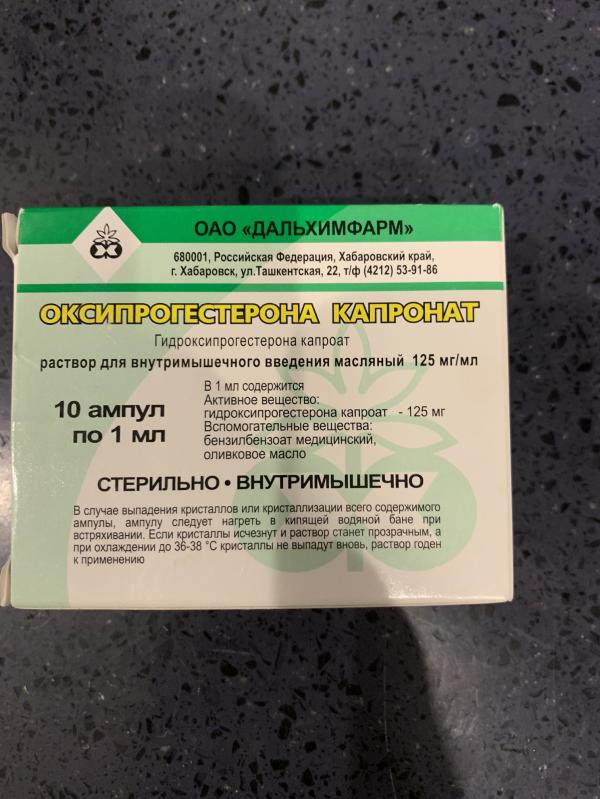 ОАО «ДАЛЬХИМФАРМ»
680001, Российская Федерация, Хабаровский край,
г. Хабаровск, ул.Ташкентская, 22, т/ф (4212) 53-91-86
ОКСИПРОГЕСТЕРОНА КАПРОНАТ
Гидроксипрогестерона капроат
раствор для внутримышечного введения масляный 125 мг/мл
10 ампул
по 1 мл
В 1 мл содержится
Активное вещество:
гидроксипрогестерона капроат - 125 мг
Вспомогательные вещества:
бензилбензоат медицинский,
оливковое масло
СТЕРИЛЬНО • ВНУТРИМЫШЕЧНО
В случае выпадения кристаллов или кристаллизации всего содержимого
ампулы, ампулу следует нагреть в кипящей водяной бане при
встряхивании. Если кристаллы исчезнут и раствор станет прозрачным, а
при охлаждении до 36-38 °С кристаллы не выпадут вновь, раствор годен
к применению